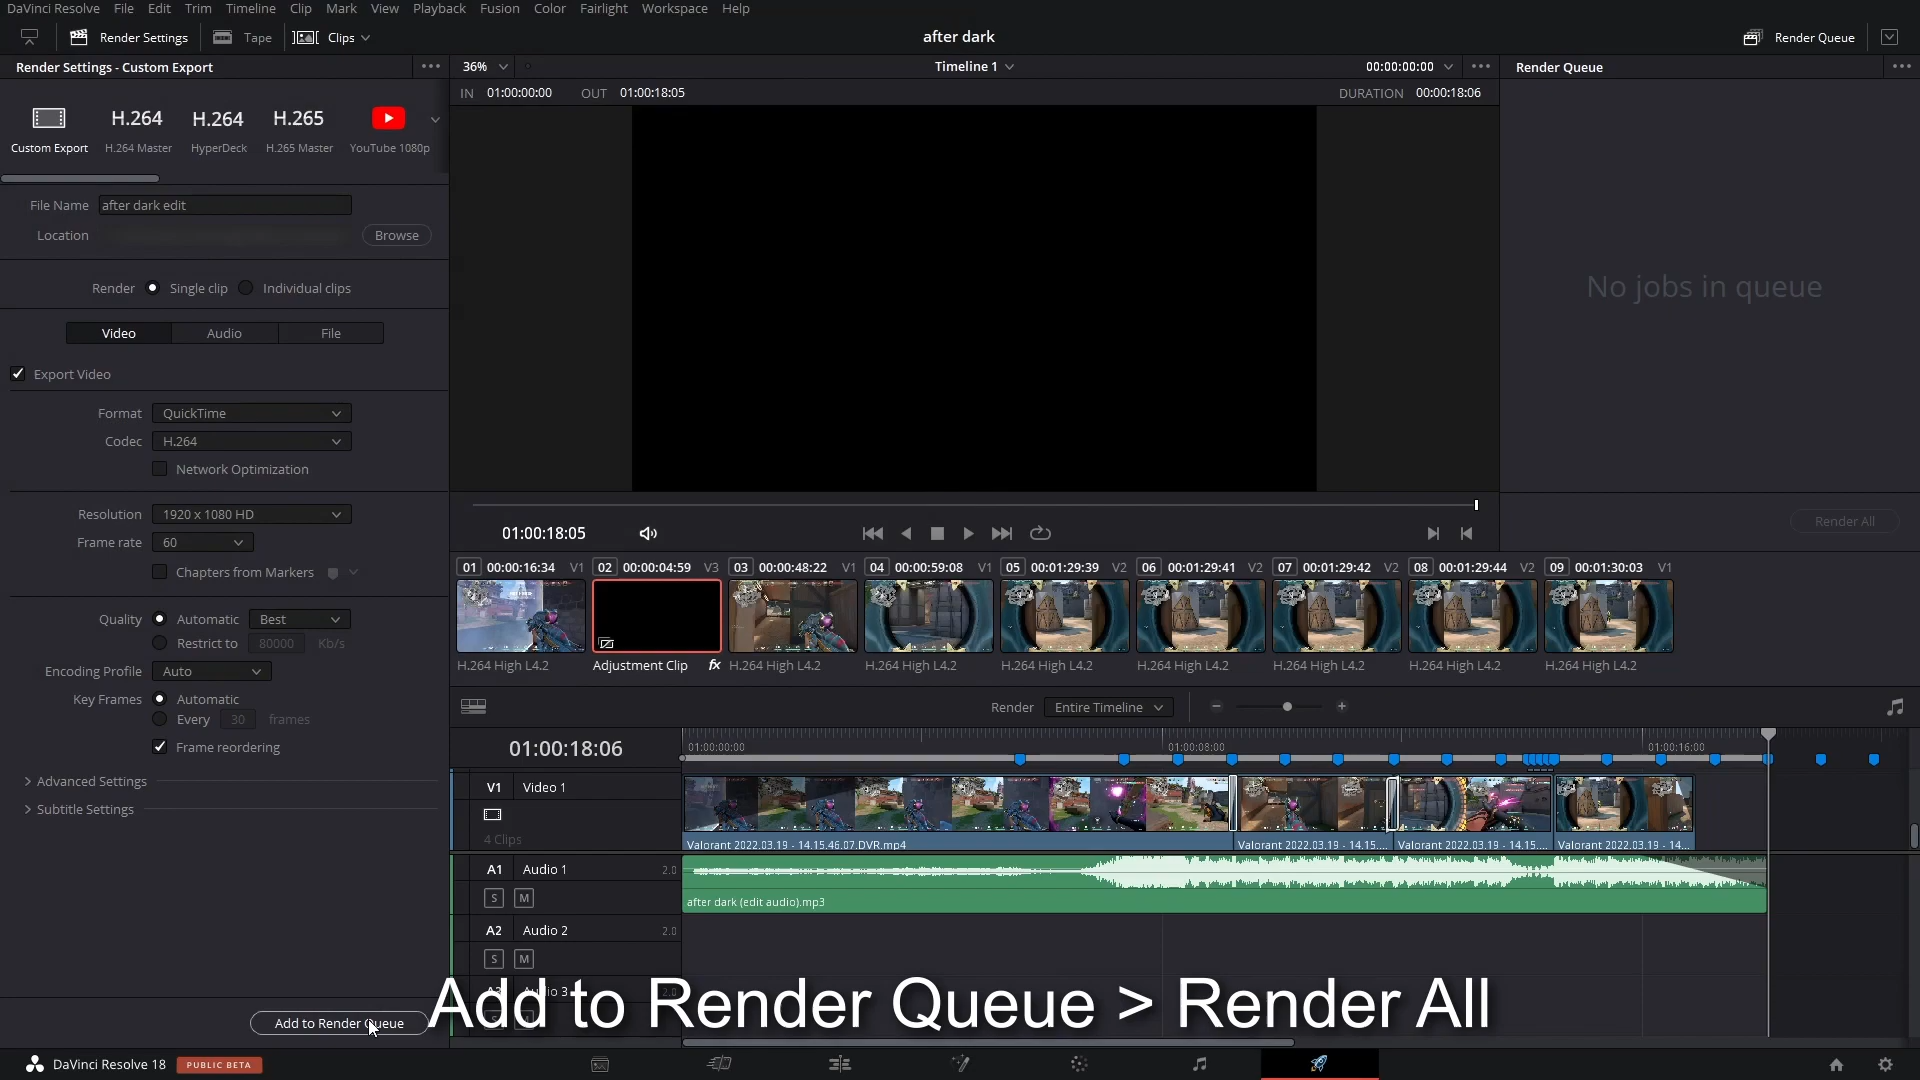 DaVinci Resolve File Edit Trim Timeline Clip Mark View Playback Fusion Color Fairlight Workspace Help
Render Settings Tape Clips after dark Render Queue
Render Settings - Custom Export 36% Timeline 1 00:00:00:00 Render Queue
IN 01:00:00:00 OUT 01:00:18:05 DURATION 00:00:18:06
H.264 H.264 H.265
Custom Export H.264 Master HyperDeck H.265 Master YouTube 1080p
File Name after dark edit
Location Browse
Render Single clip Individual clips
No jobs in queue
Video Audio File
Export Video
Format QuickTime
Codec H.264
Network Optimization
Resolution 1920 x 1080 HD
Render All
Frame rate 60
01:00:18:05
Chapters from Markers
01 00:00:16:34 V1 02 00:00:04:59 V3 03 00:00:48:22 V1 04 00:00:59:08 V1 05 00:01:29:39 V2 06 00:01:29:41 V2 07 00:01:29:42 V2 08 00:01:29:44 V2 09 00:01:30:03 V1
Quality Automatic Best
Restrict to 80000 Kb/s
H.264 High L4.2 Adjustment Clip fx H.264 High L4.2 H.264 High L4.2 H.264 High L4.2 H.264 High L4.2 H.264 High L4.2 H.264 High L4.2 H.264 High L4.2
Encoding Profile Auto
Key Frames Automatic
Every 30 frames
Render Entire Timeline
Frame reordering
01:00:18:06 01:00:00:00 01:00:08:00 01:00:16:00
Advanced Settings
Subtitle Settings
V1 Video 1
4 Clips
Valorant 2022.03.19 - 14.15.46.07.DVR.mp4 Valorant 2022.03.19 - 14.15.... Valorant 2022.03.19 - 14.15.... Valorant 2022.03.19 - 14....
A1 Audio 1 2.0
S M
after dark (edit audio).mp3
A2 Audio 2 2.0
S M
Add to Render Queue > Render All
Add to Render Queue
DaVinci Resolve 18 PUBLIC BETA